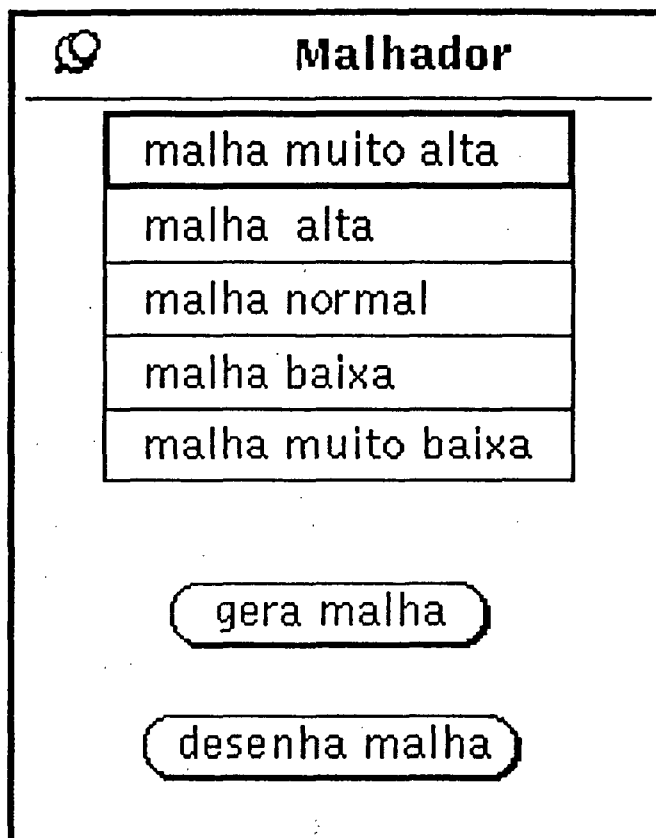 Malhador
malha muito alta
malha alta
malha normal
malha baixa
malha muito baixa
gera malha
desenha malha